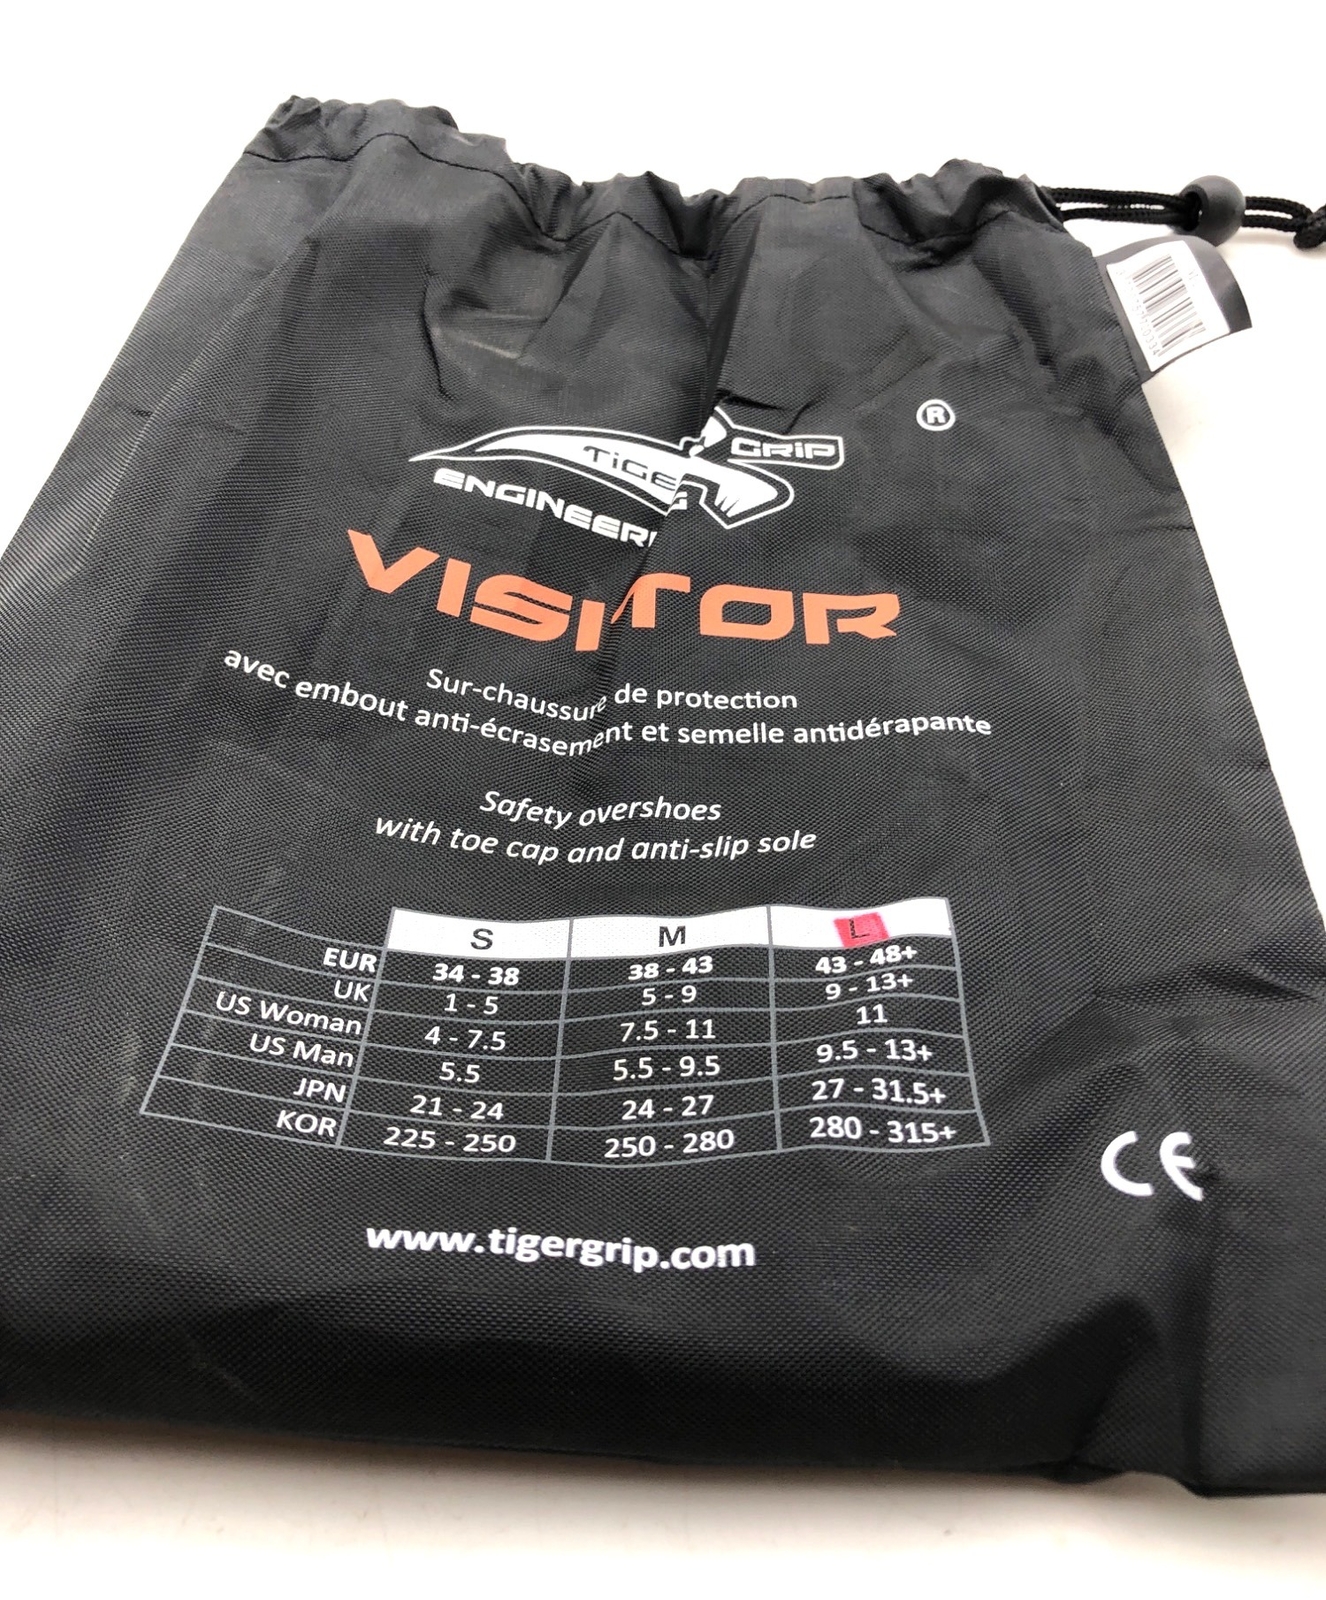 ®
TiGER GRiP
ENGINEERING
VISITOR
Sur-chaussure de protection
avec embout anti-écrasement et semelle antidérapante
Safety overshoes
with toe cap and anti-slip sole
S M L
EUR 34 - 38 38 - 43 43 - 48+
UK 1 - 5 5 - 9 9 - 13+
US Woman 4 - 7.5 7.5 - 11 11
US Man 5.5 5.5 - 9.5 9.5 - 13+
JPN 21 - 24 24 - 27 27 - 31.5+
KOR 225 - 250 250 - 280 280 - 315+
CE
www.tigergrip.com